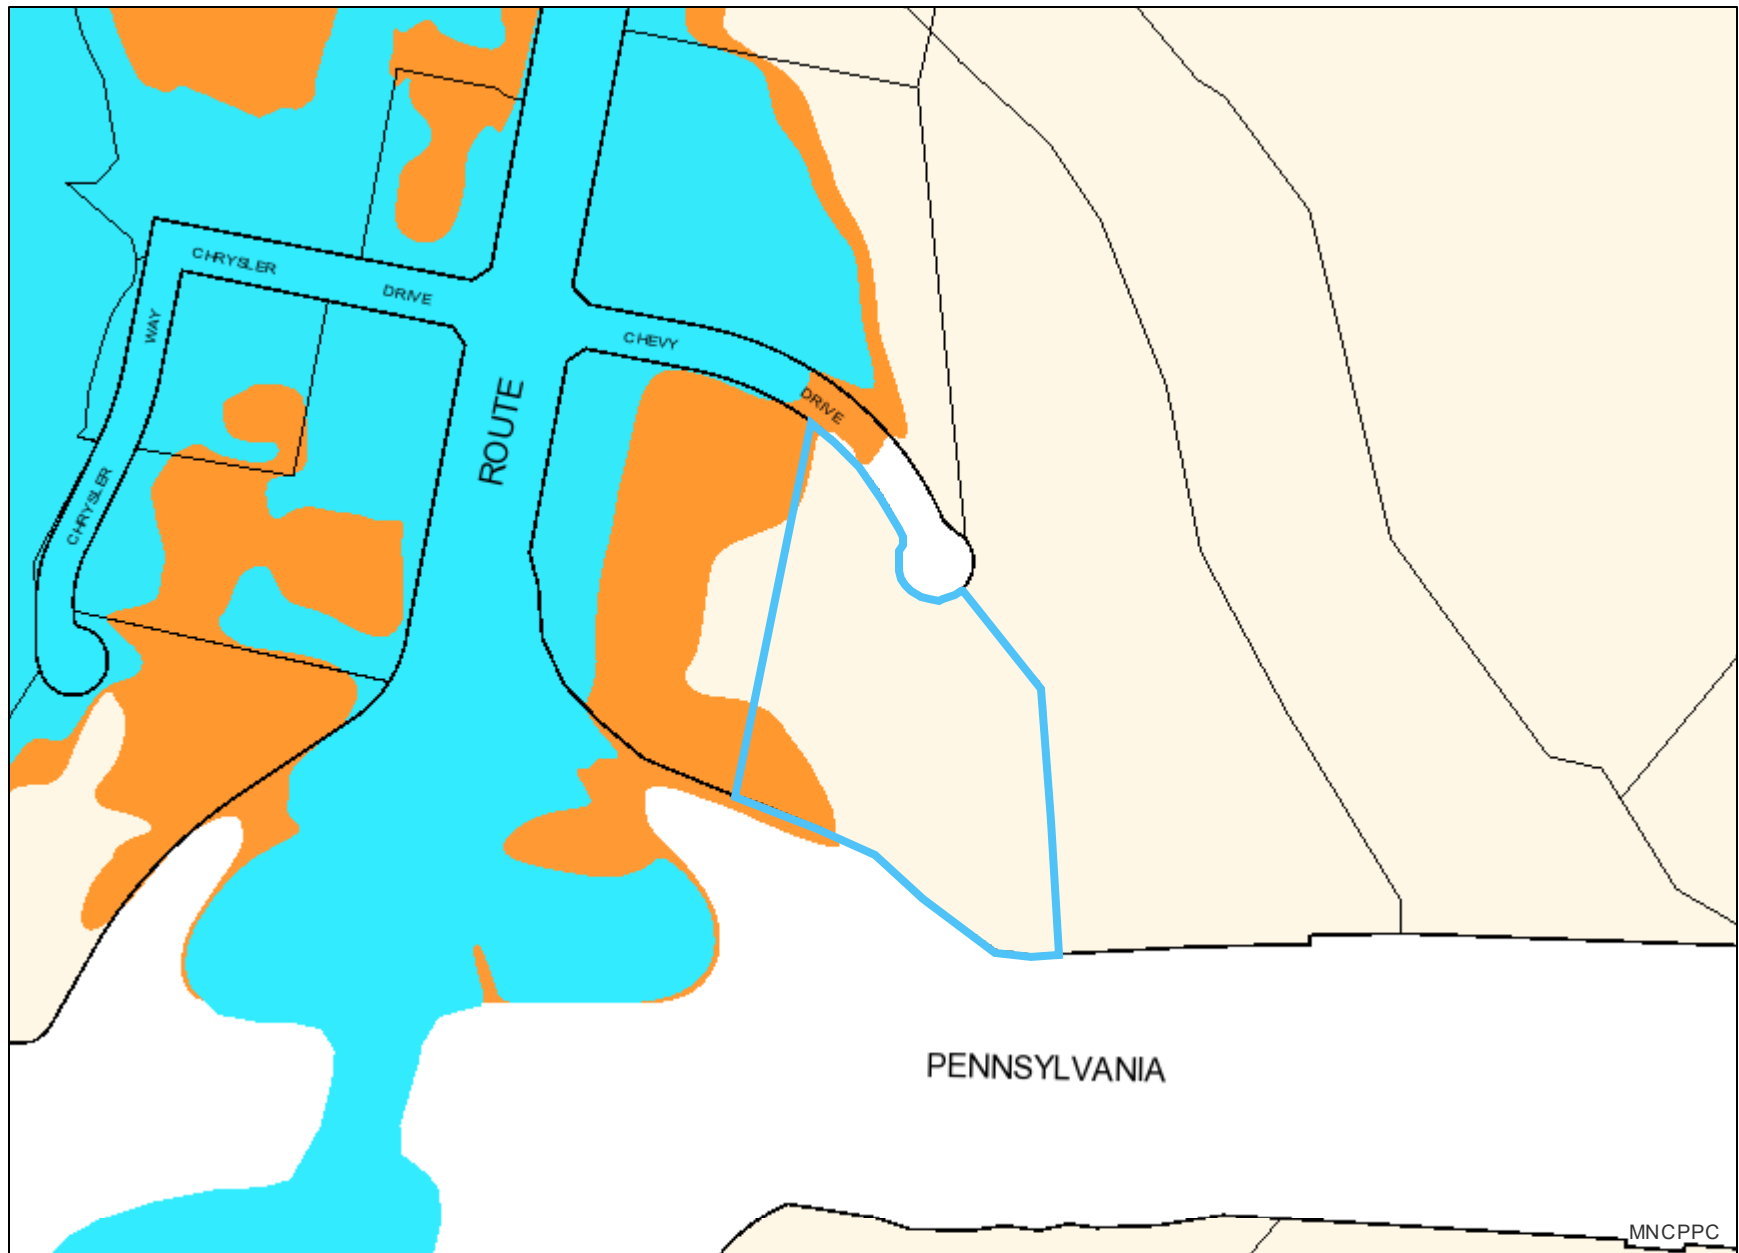 CHRYSLER
DRIVE
WAY
CHEVY
DRIVE
ROUTE
CHRYSLER
PENNSYLVANIA
MNCPPC